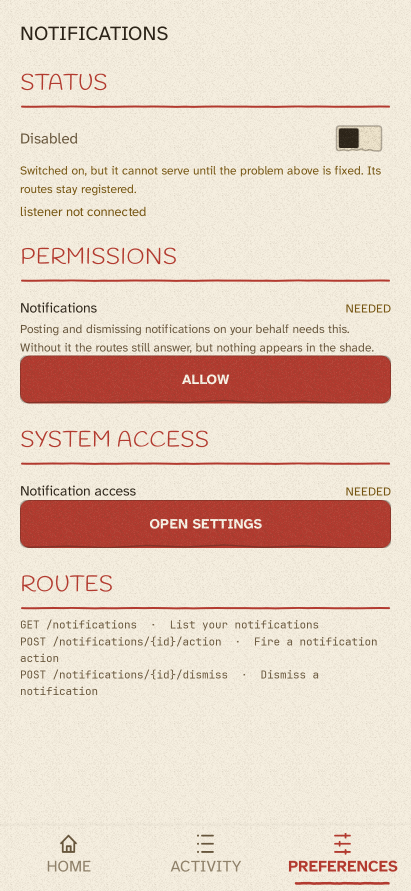 NOTIFICATIONS
STATUS
Disabled
Switched on, but it cannot serve until the problem above is fixed. Its
routes stay registered.
listener not connected
PERMISSIONS
Notifications NEEDED
Posting and dismissing notifications on your behalf needs this.
Without it the routes still answer, but nothing appears in the shade.
ALLOW
SYSTEM ACCESS
Notification access NEEDED
OPEN SETTINGS
ROUTES
GET /notifications · List your notifications
POST /notifications/{id}/action · Fire a notification
action
POST /notifications/{id}/dismiss · Dismiss a
notification
HOME ACTIVITY PREFERENCES